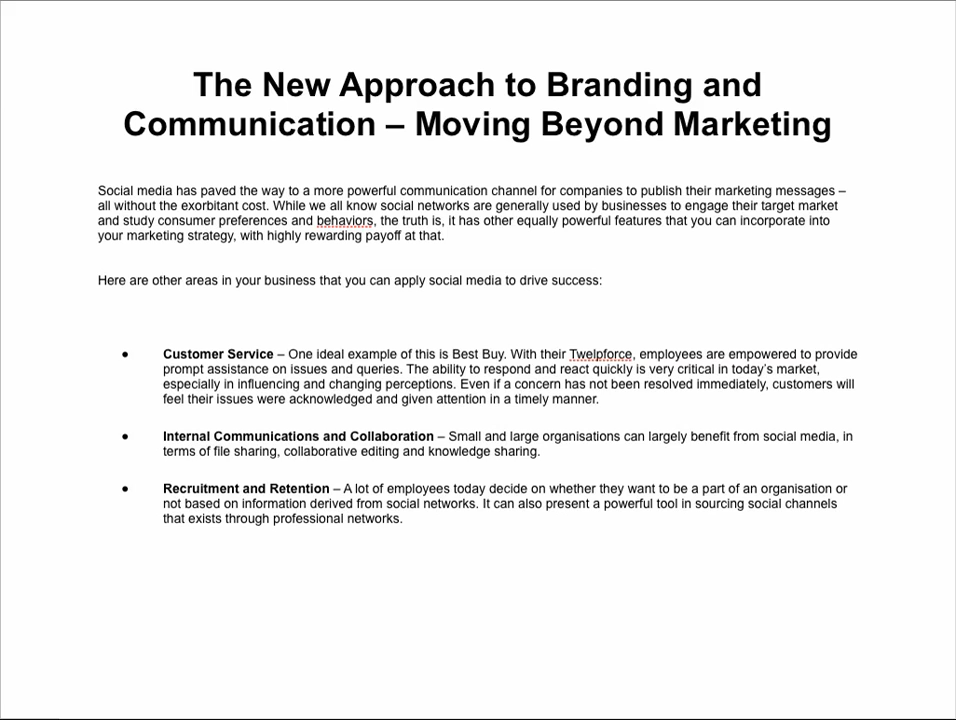 The New Approach to Branding and
Communication – Moving Beyond Marketing
Social media has paved the way to a more powerful communication channel for companies to publish their marketing messages –
all without the exorbitant cost. While we all know social networks are generally used by businesses to engage their target market
and study consumer preferences and behaviors, the truth is, it has other equally powerful features that you can incorporate into
your marketing strategy, with highly rewarding payoff at that.
Here are other areas in your business that you can apply social media to drive success:
● Customer Service – One ideal example of this is Best Buy. With their Twelpforce, employees are empowered to provide
prompt assistance on issues and queries. The ability to respond and react quickly is very critical in today’s market,
especially in influencing and changing perceptions. Even if a concern has not been resolved immediately, customers will
feel their issues were acknowledged and given attention in a timely manner.
● Internal Communications and Collaboration – Small and large organisations can largely benefit from social media, in
terms of file sharing, collaborative editing and knowledge sharing.
● Recruitment and Retention – A lot of employees today decide on whether they want to be a part of an organisation or
not based on information derived from social networks. It can also present a powerful tool in sourcing social channels
that exists through professional networks.